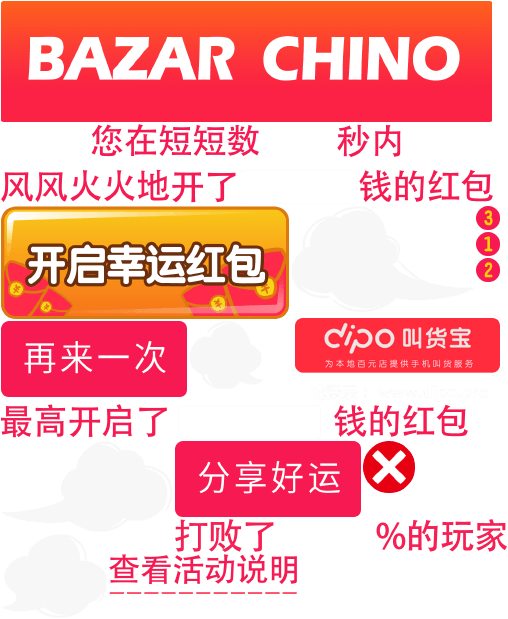 BAZAR CHINO
您在短短数 秒内
风风火火地开了 钱的红包
开启幸运红包
3
1
2
再来一次
dipo 叫货宝
为本地百元店提供手机叫货服务
最高开启了 钱的红包
分享好运
打败了 %的玩家
查看活动说明